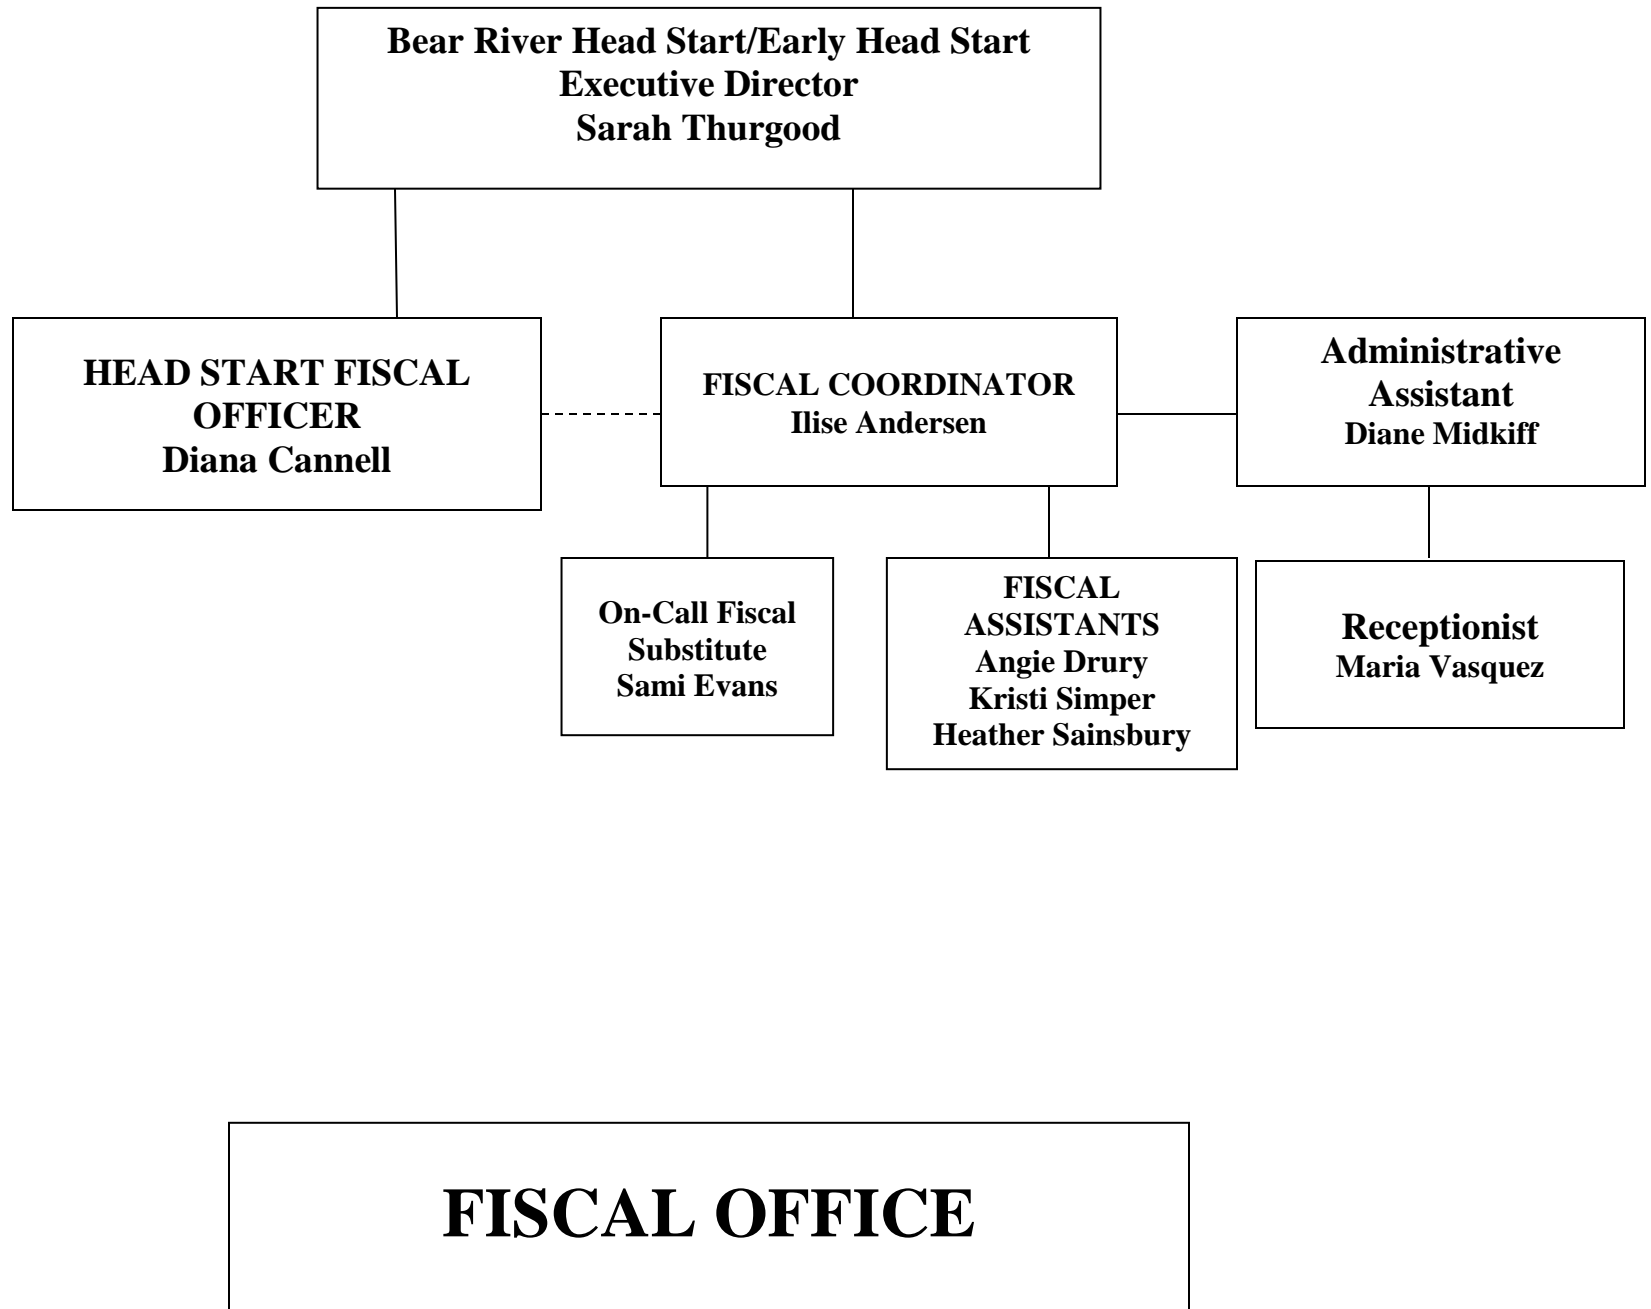 Bear River Head Start/Early Head Start
Executive Director
Sarah Thurgood
HEAD START FISCAL
OFFICER
Diana Cannell
FISCAL COORDINATOR
Ilise Andersen
Administrative
Assistant
Diane Midkiff
On-Call Fiscal
Substitute
Sami Evans
FISCAL
ASSISTANTS
Angie Drury
Kristi Simper
Heather Sainsbury
Receptionist
Maria Vasquez
FISCAL OFFICE